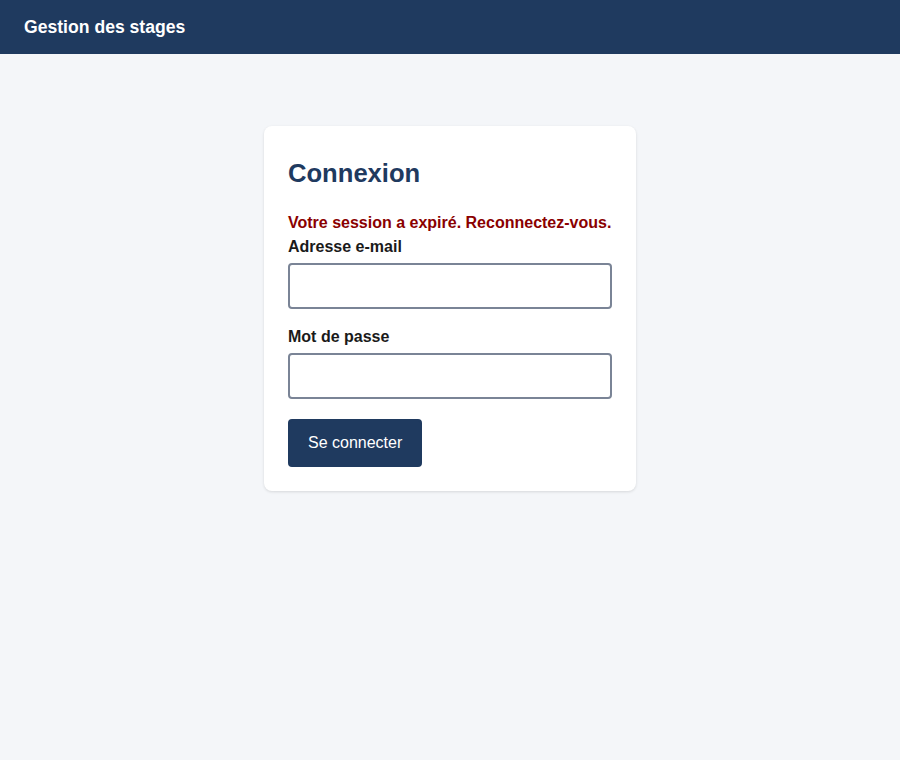 Gestion des stages
Connexion
Votre session a expiré. Reconnectez-vous.
Adresse e-mail
Mot de passe
Se connecter